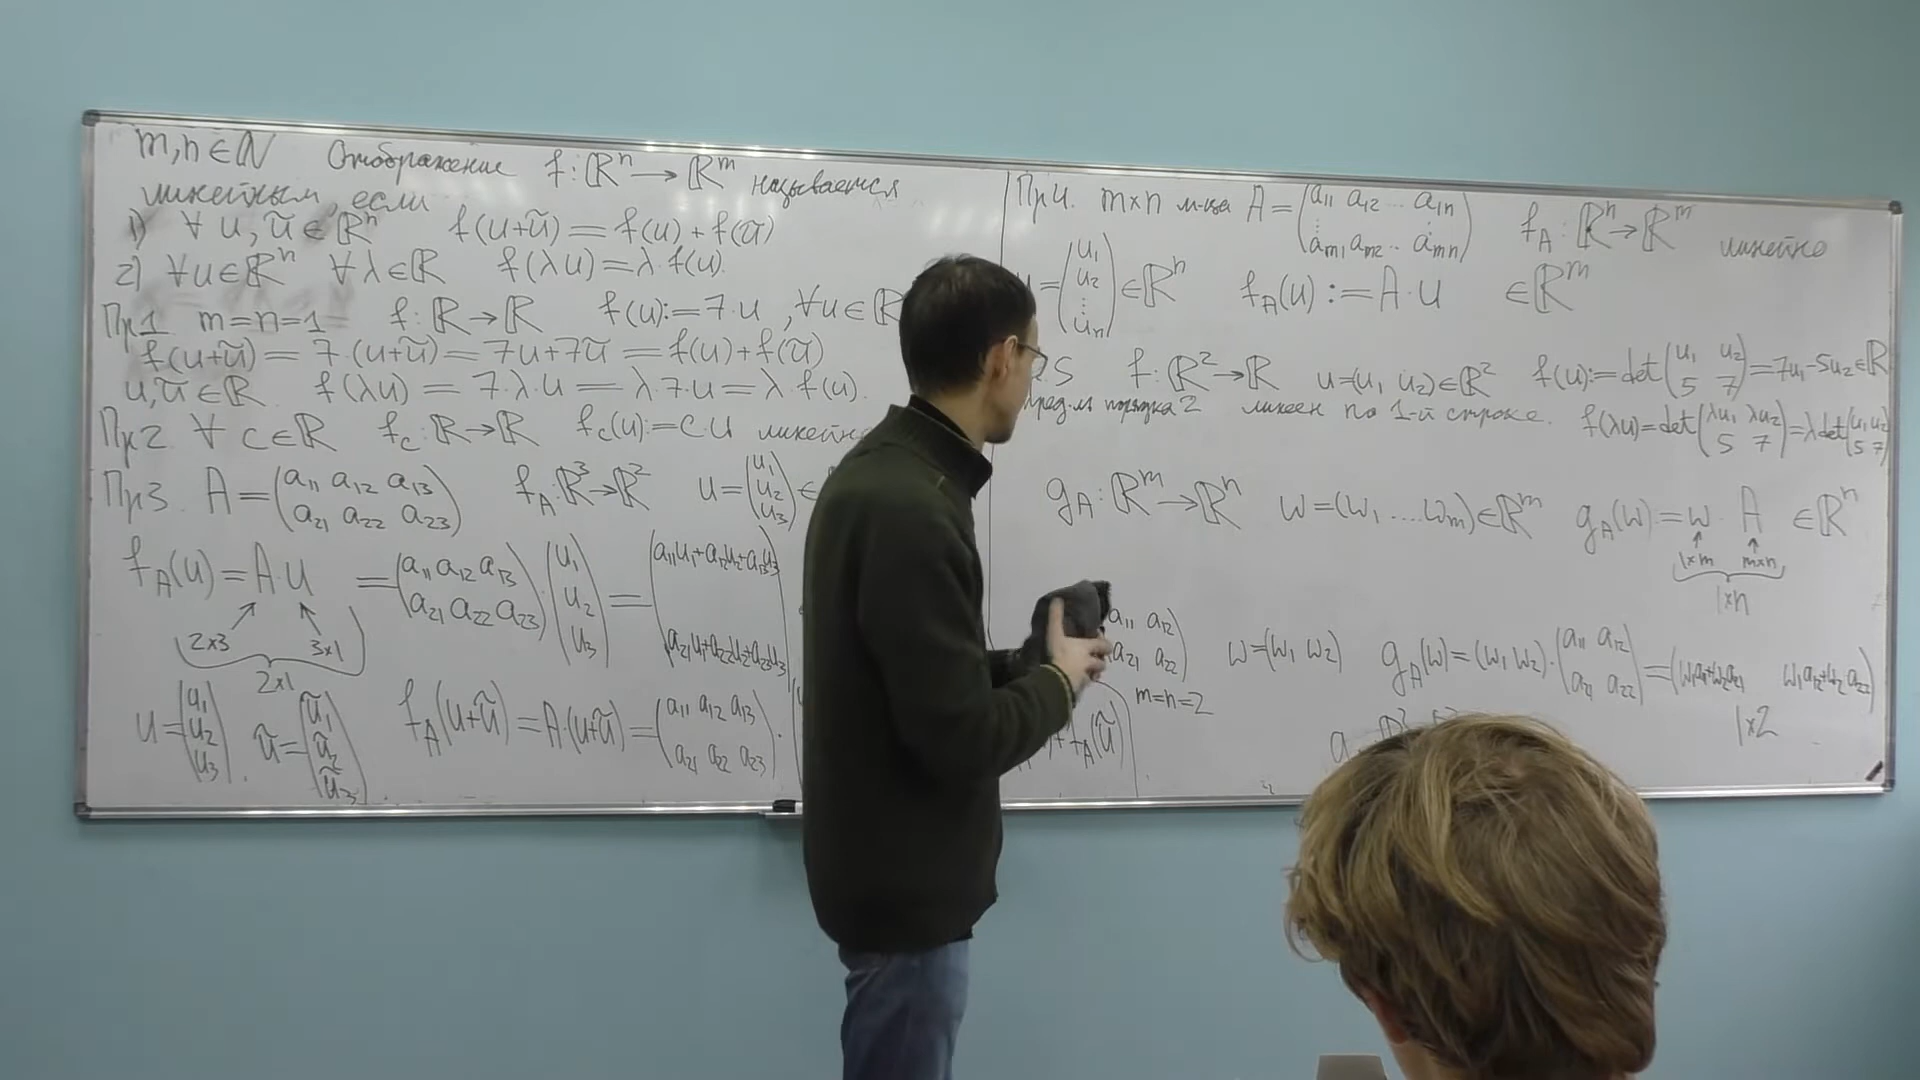 m,n∈ℕ Отображение f:ℝⁿ→ℝᵐ называется
линейным, если
1) ∀ u,ũ∈ℝⁿ f(u+ũ)=f(u)+f(ũ)
2) ∀u∈ℝⁿ ∀λ∈ℝ f(λu)=λ·f(u).
Пр1 m=n=1 f:ℝ→ℝ f(u):=7·u, ∀u∈ℝ
f(u+ũ)=7·(u+ũ)=7u+7ũ=f(u)+f(ũ)
u,ũ∈ℝ. f(λu)=7·λ·u=λ·7·u=λ·f(u).
Пр2 ∀ c∈ℝ f_c:ℝ→ℝ f_c(u):=c·u
Пр3 A=(a₁₁ a₁₂ a₁₃ f_A:ℝ³→ℝ² u=(u₁
a₂₁ a₂₂ a₂₃) u₂
u₃)∈
f_A(u)=A·u =(a₁₁ a₁₂ a₁₃ · (u₁ = (a₁₁u₁+a₁₂u₂+a₁₃u₃
a₂₁ a₂₂ a₂₃) u₂
u₃) a₂₁u₁+a₂₂u₂+a₂₃u₃)
2×3 3×1
2×1
u=(u₁ ũ=(ũ₁ f_A(u+ũ)=A·(u+ũ)=(a₁₁ a₁₂ a₁₃ ·
u₂ ũ₂ a₂₁ a₂₂ a₂₃)
u₃). ũ₃)
+f_A(ũ)
Пр4. m×n м-ца A=(a₁₁ a₁₂ ... a₁ₙ f_A:ℝⁿ→ℝᵐ линейно
⋮ ⋮
aₘ₁ aₘ₂ .. aₘₙ)
=(u₁
u₂
⋮
uₙ)∈ℝⁿ f_A(u):=A·u ∈ℝᵐ
5 f:ℝ²→ℝ u=(u₁ u₂)∈ℝ² f(u):=det(u₁ u₂
5 7)=7u₁-5u₂∈ℝ
порядка 2 линеен по 1-й строке. f(λu)=det(λu₁ λu₂
5 7)=λdet(u₁ u₂
5 7)
g_A:ℝᵐ→ℝⁿ w=(w₁ ....wₘ)∈ℝᵐ g_A(w):=w·A ∈ℝⁿ
1×m m×n
1×n
a₁₁ a₁₂
a₂₁ a₂₂) w=(w₁ w₂) g_A(w)=(w₁ w₂)·(a₁₁ a₁₂
a₂₁ a₂₂)=(w₁a₁₁+w₂a₂₁ w₁a₁₂+w₂a₂₂)
m=n=2
1×2